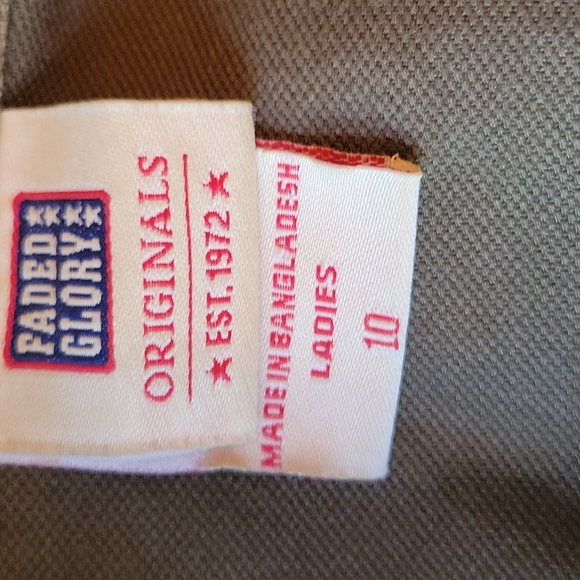 FADED
GLORY
ORIGINALS
EST. 1972
MADE IN BANGLADESH
LADIES
10